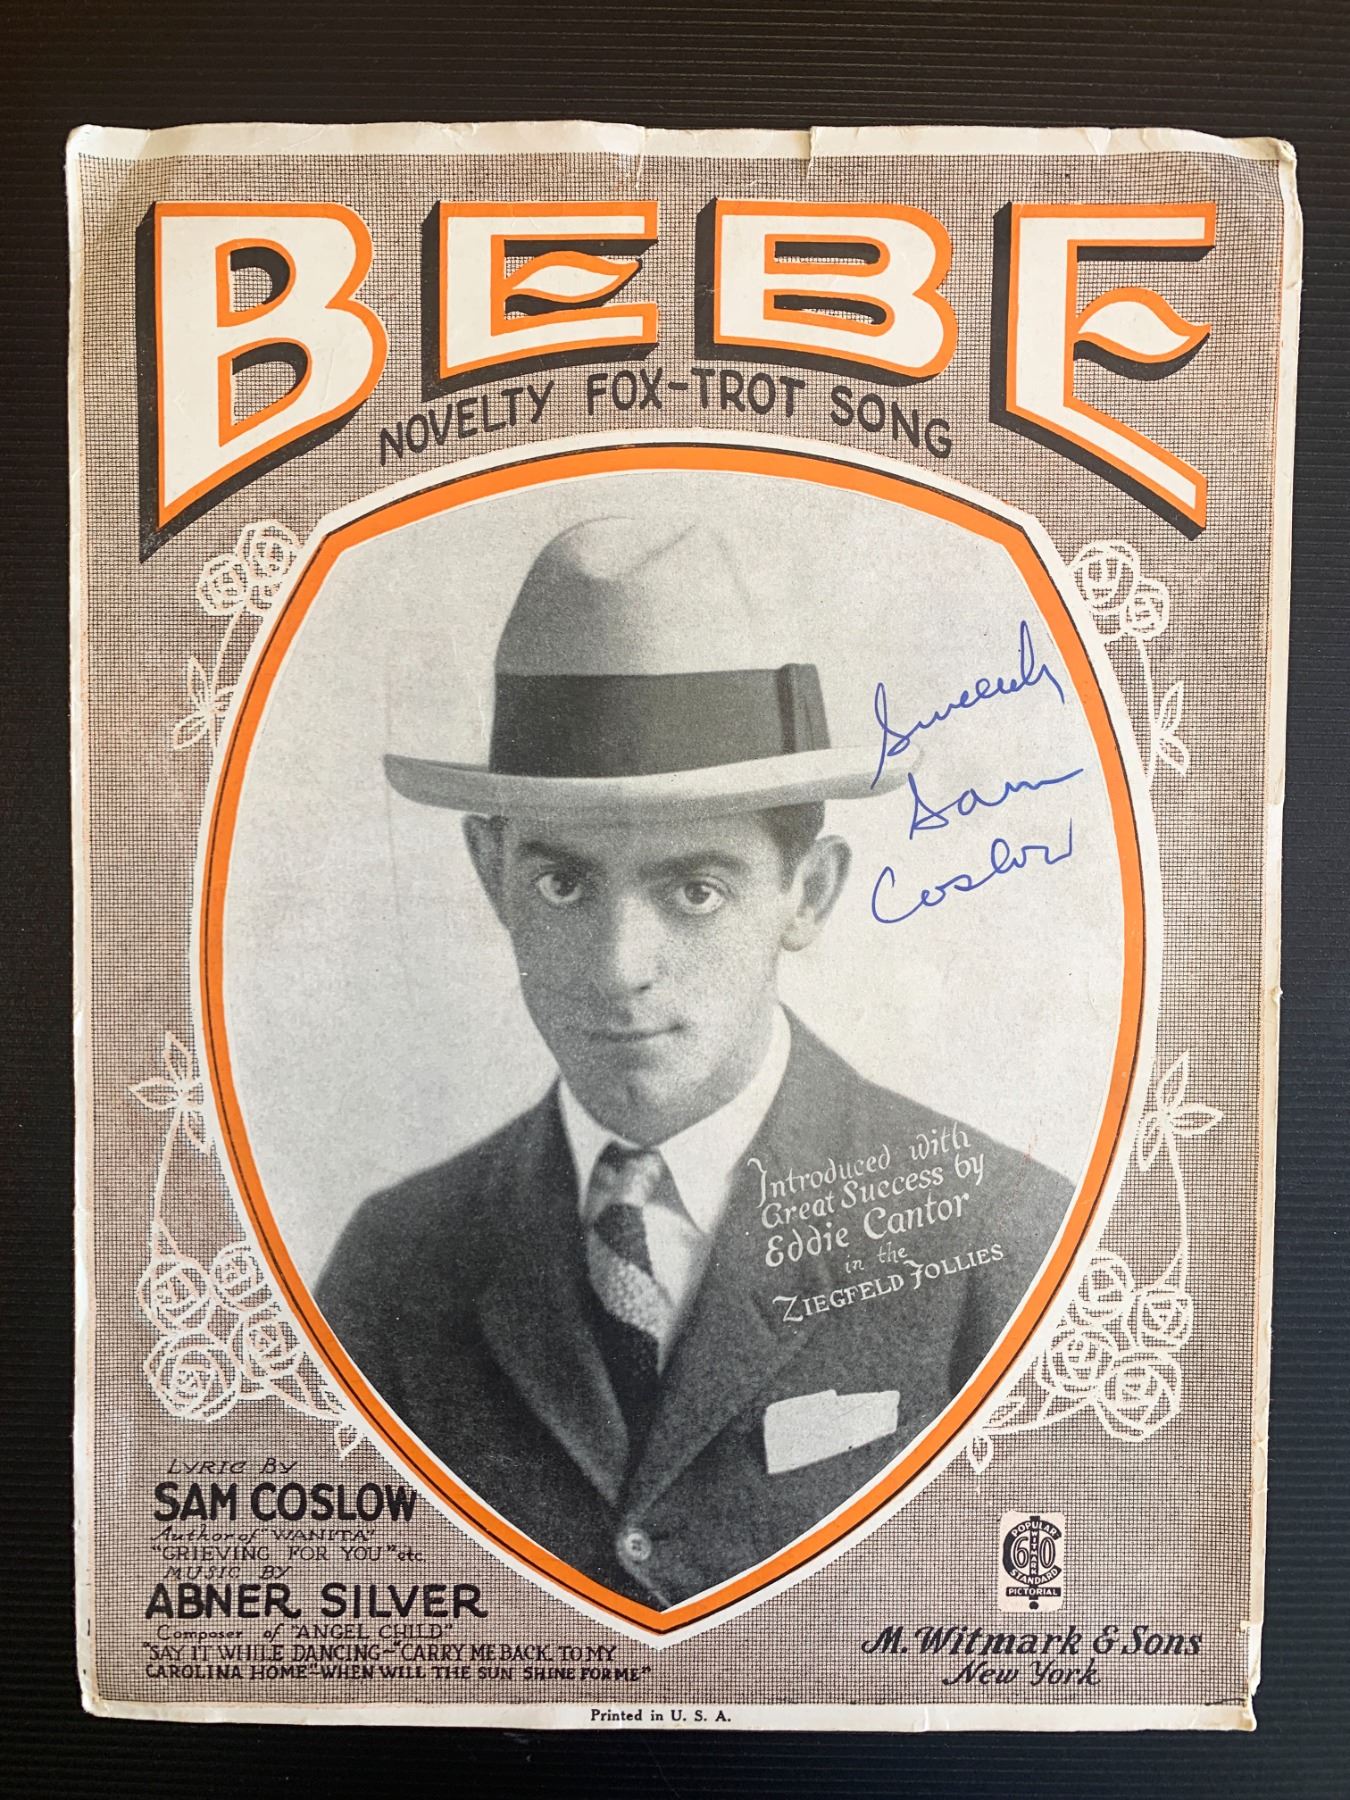 BEBE
NOVELTY FOX-TROT SONG
Sincerely
Sam
Coslow
Introduced with
Great Success by
Eddie Cantor
in the
ZIEGFELD FOLLIES
LYRIC BY
SAM COSLOW
Author of "WANITA"
"GRIEVING FOR YOU" etc.
MUSIC BY
ABNER SILVER
Composer of "ANGEL CHILD"
"SAY IT WHILE DANCING"-"CARRY ME BACK TO MY
CAROLINA HOME"-"WHEN WILL THE SUN SHINE FOR ME"
POPULAR
60
NUMBER
STANDARD
PICTORIAL
M. Witmark & Sons
New York
Printed in U. S. A.